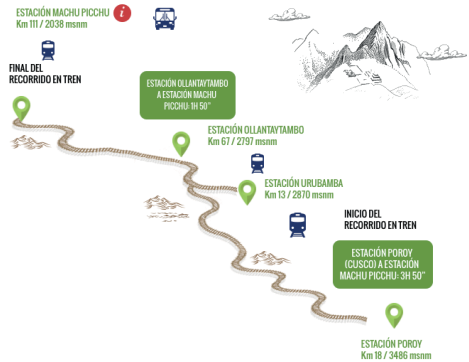 ESTACIÓN MACHU PICCHU i
Km 111 / 2038 msnm
FINAL DEL
RECORRIDO EN TREN
ESTACIÓN OLLANTAYTAMBO
A ESTACIÓN MACHU
PICCHU: 1H 50"
ESTACIÓN OLLANTAYTAMBO
Km 67 / 2797 msnm
ESTACIÓN URUBAMBA
Km 13 / 2870 msnm
INICIO DEL
RECORRIDO EN TREN
ESTACIÓN POROY
(CUSCO) A ESTACIÓN
MACHU PICCHU: 3H 50"
ESTACIÓN POROY
Km 18 / 3486 msnm